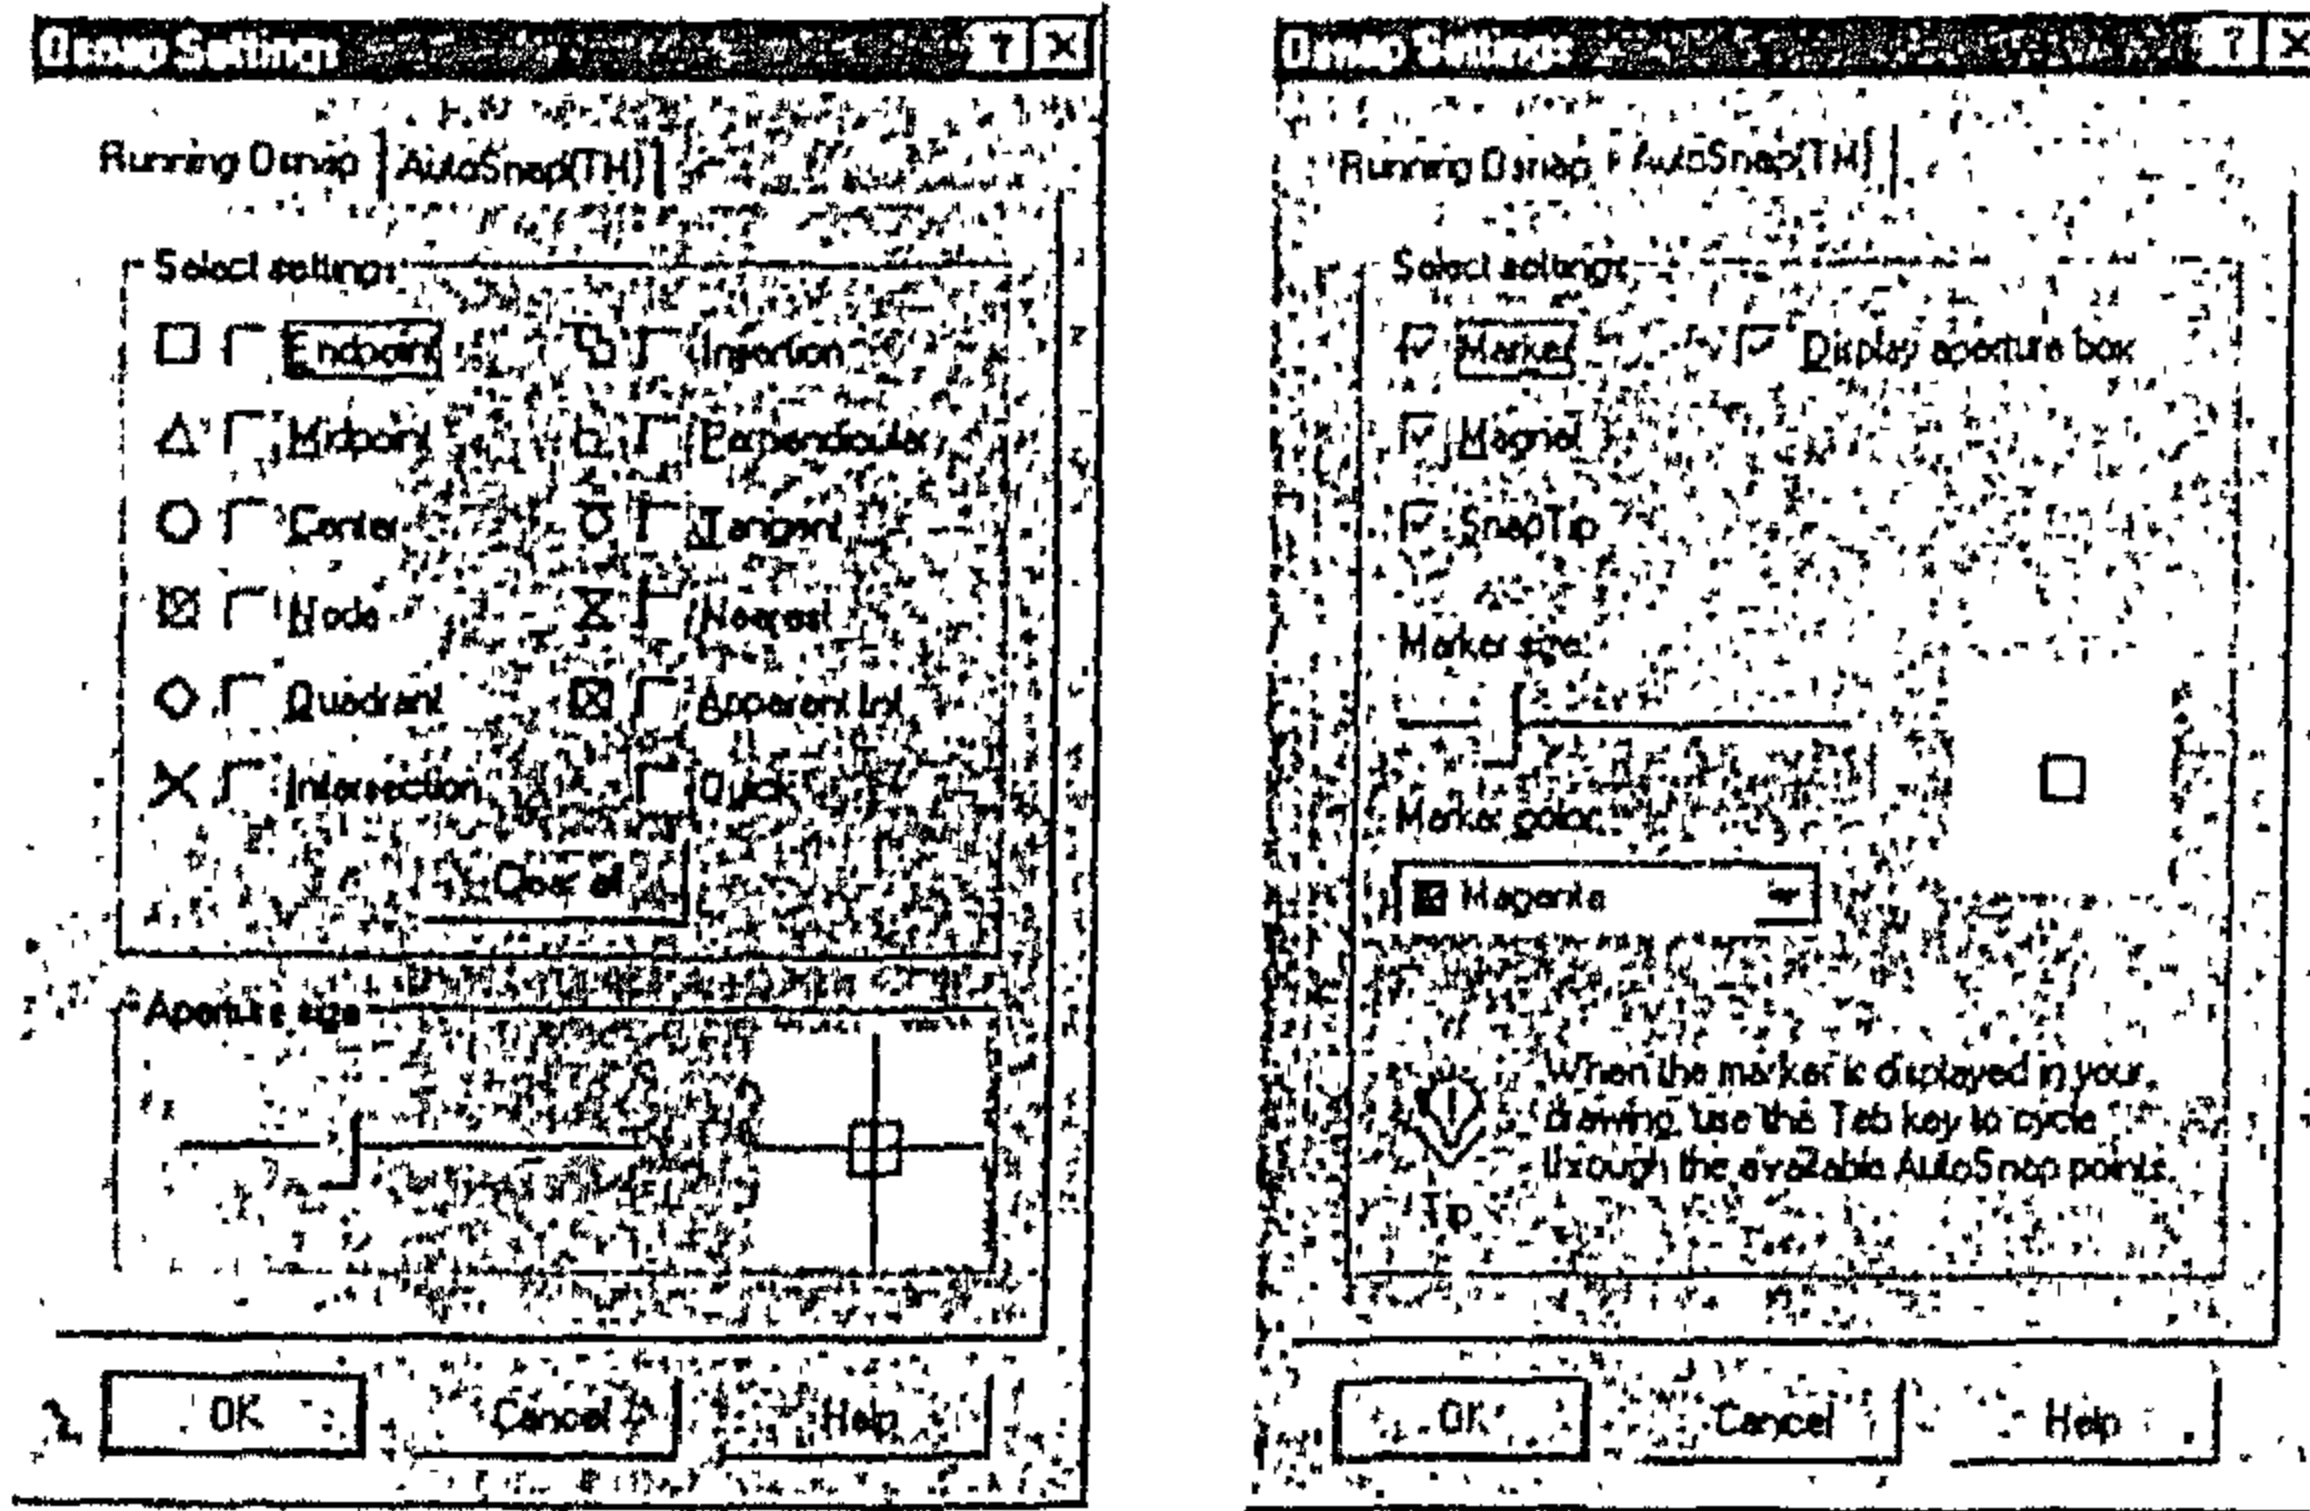 Osnap Settings
Running Osnap
AutoSnap(TM)
Select settings
Endpoint
Insertion
Midpoint
Perpendicular
Center
Tangent
Node
Nearest
Quadrant
Apparent Int
Intersection
Quick
Clear all
Aperture size
OK
Cancel
Help
Osnap Settings
Running Osnap
AutoSnap(TM)
Select settings
Marker
Display aperture box
Magnet
SnapTip
Marker size:
Marker color:
Magenta
When the marker is displayed in your
drawing, use the Tab key to cycle
through the available AutoSnap points.
Tip
OK
Cancel
Help